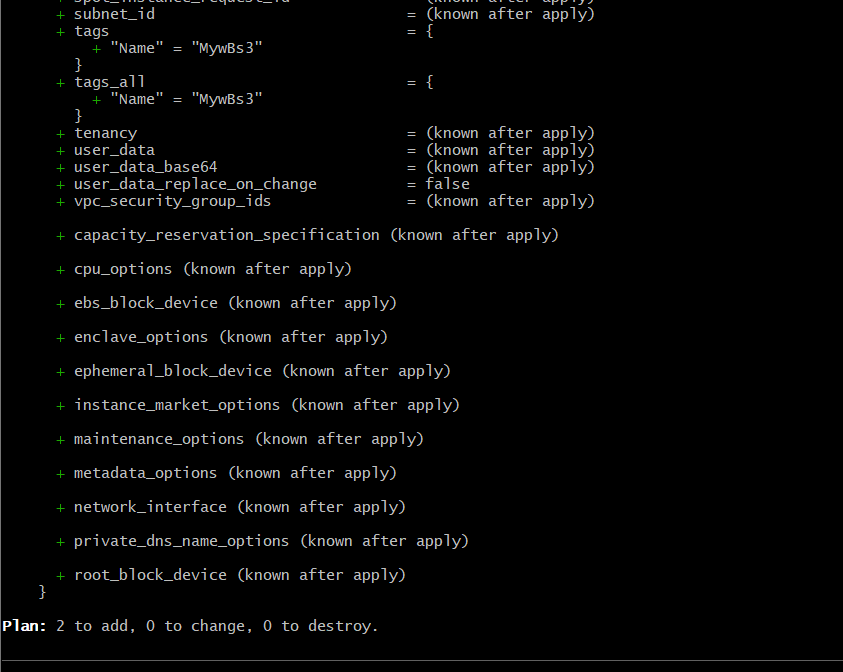 + spot_instance_request_id = (known after apply)
+ subnet_id = (known after apply)
+ tags = {
+ "Name" = "MywBs3"
}
+ tags_all = {
+ "Name" = "MywBs3"
}
+ tenancy = (known after apply)
+ user_data = (known after apply)
+ user_data_base64 = (known after apply)
+ user_data_replace_on_change = false
+ vpc_security_group_ids = (known after apply)
+ capacity_reservation_specification (known after apply)
+ cpu_options (known after apply)
+ ebs_block_device (known after apply)
+ enclave_options (known after apply)
+ ephemeral_block_device (known after apply)
+ instance_market_options (known after apply)
+ maintenance_options (known after apply)
+ metadata_options (known after apply)
+ network_interface (known after apply)
+ private_dns_name_options (known after apply)
+ root_block_device (known after apply)
}
Plan: 2 to add, 0 to change, 0 to destroy.